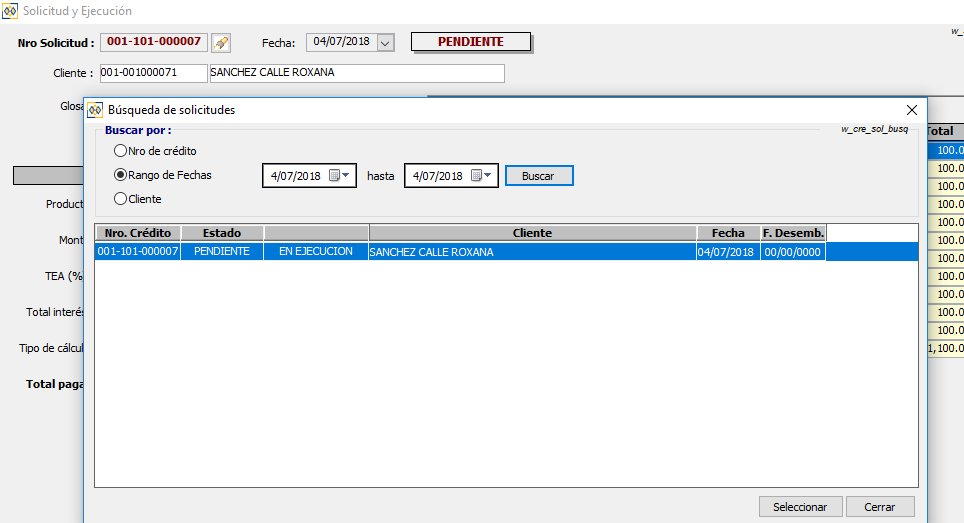 Solicitud y Ejecución
Nro Solicitud : 001-101-000007 Fecha: 04/07/2018 PENDIENTE
Cliente : 001-001000071 SANCHEZ CALLE ROXANA
Glosa
Búsqueda de solicitudes
Buscar por : w_cre_sol_busq
Total
Nro de crédito 100.0
Rango de Fechas 4/07/2018 hasta 4/07/2018 Buscar 100.0
100.0
Product Cliente 100.0
100.0
Nro. Crédito Estado Cliente Fecha F. Desemb.
Mont 100.0
001-101-000007 PENDIENTE EN EJECUCION SANCHEZ CALLE ROXANA 04/07/2018 00/00/0000 100.0
TEA (% 100.0
100.0
Total interés 100.0
100.0
Tipo de cálcul 1,100.0
Total paga
Seleccionar Cerrar